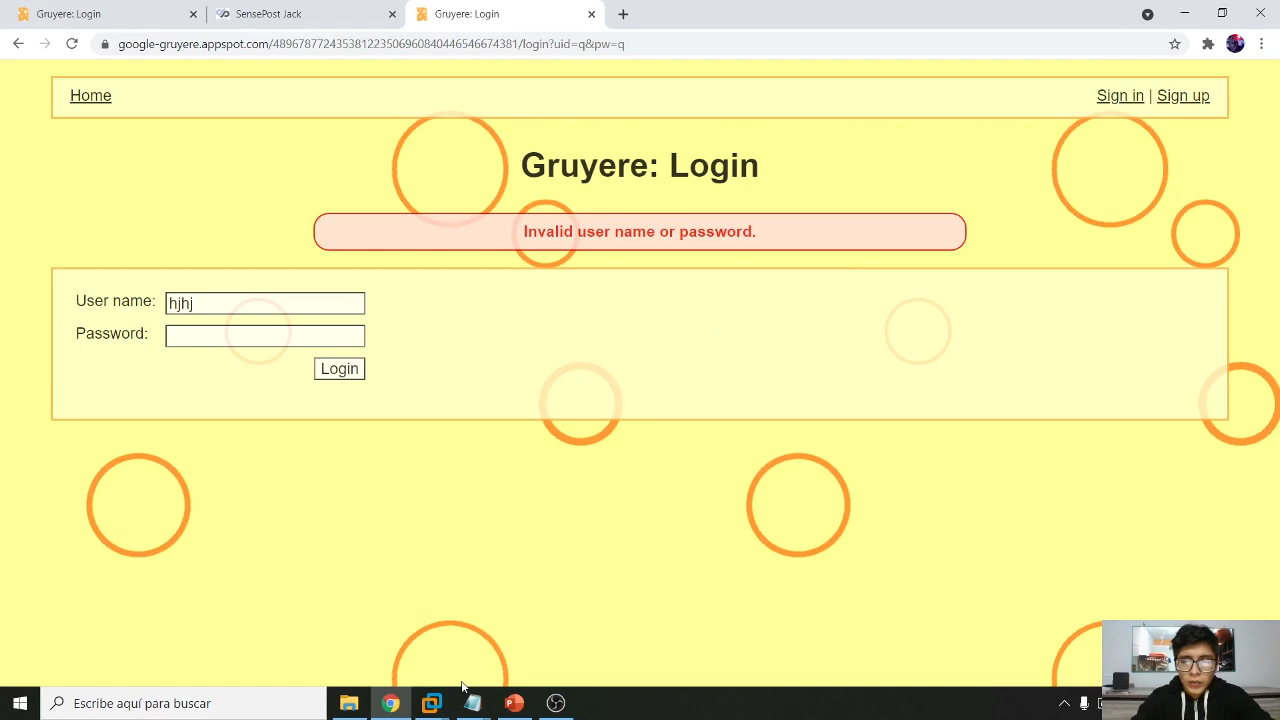 Gruyere: Login
SensePost Jack
Gruyere: Login
google-gruyere.appspot.com/489678772435381223506960840446546674381/login?uid=q&pw=q
Home
Sign in | Sign up
Gruyere: Login
Invalid user name or password.
User name: hjhj
Password:
Login
Escribe aquí para buscar